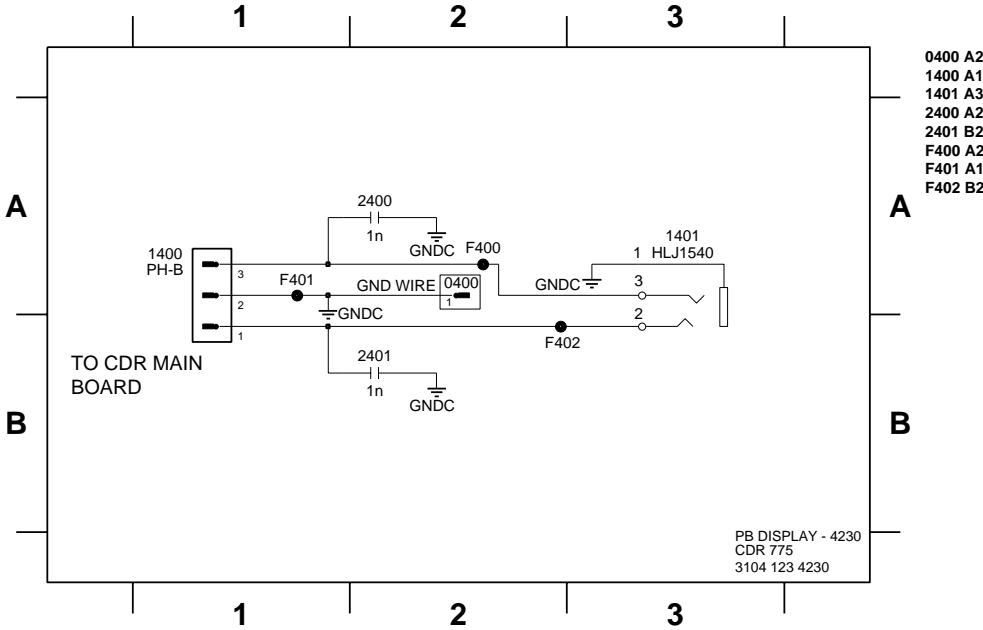 1 2 3
0400 A2
1400 A1
1401 A3
2400 A2
2401 B2
F400 A2
F401 A1
F402 B2
A
A
2400
1n
GNDC
F400
1401
1 HLJ1540
1400
PH-B
3
F401
GND WIRE
0400
1
GNDC
3
2
GNDC
2
1
F402
TO CDR MAIN
BOARD
2401
1n
GNDC
B
B
PB DISPLAY - 4230
CDR 775
3104 123 4230
1 2 3